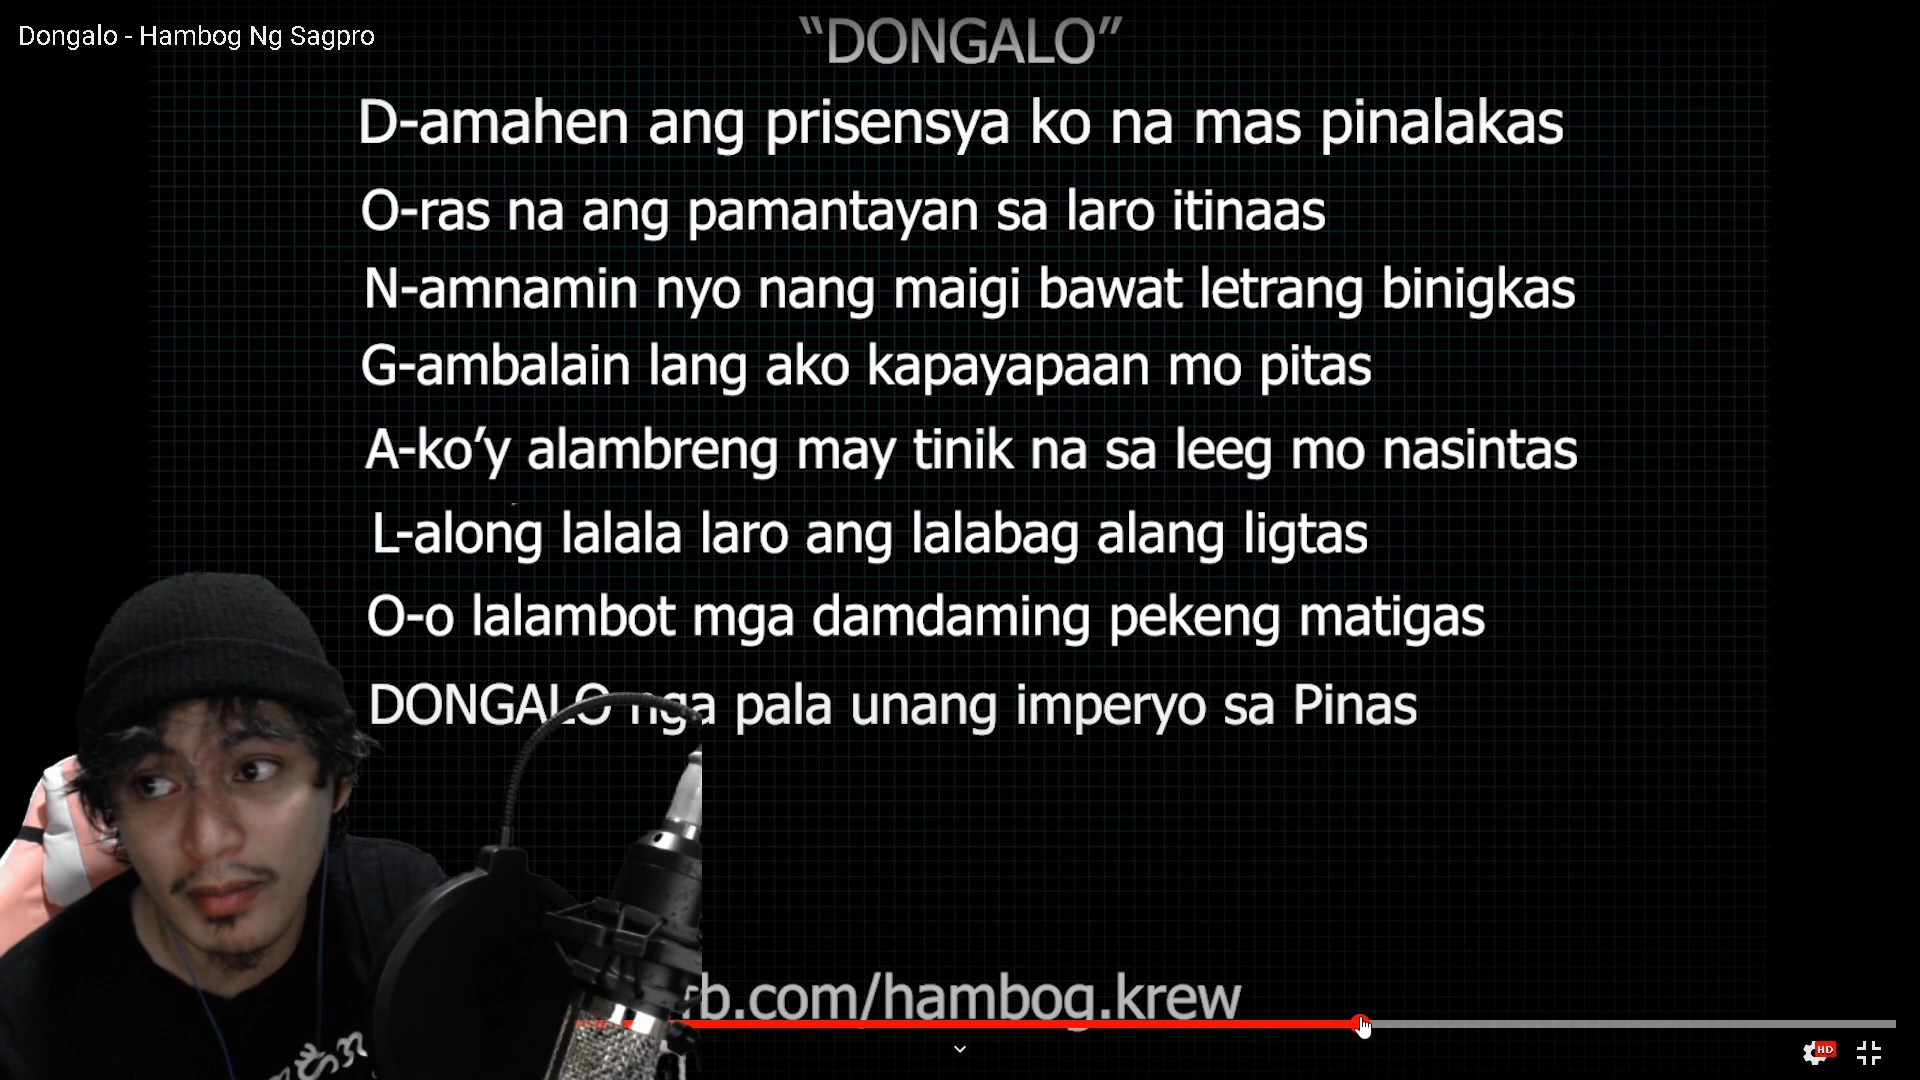 Dongalo - Hambog Ng Sagpro
“DONGALO”
D-amahen ang prisensya ko na mas pinalakas
O-ras na ang pamantayan sa laro itinaas
N-amnamin nyo nang maigi bawat letrang binigkas
G-ambalain lang ako kapayapaan mo pitas
A-ko’y alambreng may tinik na sa leeg mo nasintas
L-along lalala laro ang lalabag alang ligtas
O-o lalambot mga damdaming pekeng matigas
DONGALO nga pala unang imperyo sa Pinas
b.com/hambog.krew
HD